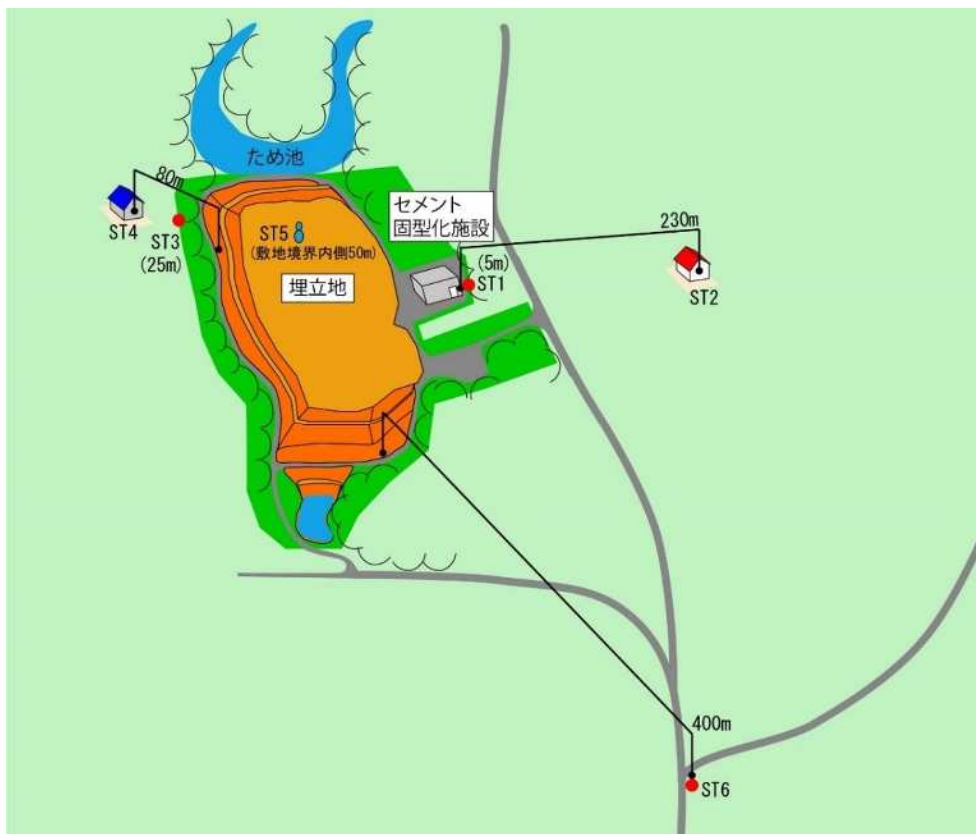 ため池
80m
ST4
ST3
(25m)
ST5
(敷地境界内側50m)
埋立地
セメント
固型化施設
(5m)
ST1
230m
ST2
400m
ST6